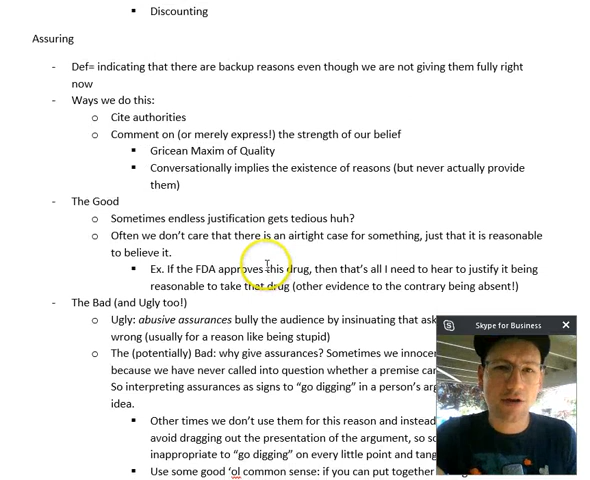 ▪ Discounting
Assuring
- Def= indicating that there are backup reasons even though we are not giving them fully right
now
- Ways we do this:
o Cite authorities
o Comment on (or merely express!) the strength of our belief
▪ Gricean Maxim of Quality
▪ Conversationally implies the existence of reasons (but never actually provide
them)
- The Good
o Sometimes endless justification gets tedious huh?
o Often we don't care that there is an airtight case for something, just that it is reasonable
to believe it.
▪ Ex. If the FDA approves this drug, then that's all I need to hear to justify it being
reasonable to take that drug (other evidence to the contrary being absent!)
- The Bad (and Ugly too!)
o Ugly: abusive assurances bully the audience by insinuating that ask
wrong (usually for a reason like being stupid)
o The (potentially) Bad: why give assurances? Sometimes we innocen
because we have never called into question whether a premise can
So interpreting assurances as signs to "go digging" in a person's arg
idea.
▪ Other times we don't use them for this reason and instead
avoid dragging out the presentation of the argument, so so
inappropriate to "go digging" on every little point and tang
▪ Use some good 'ol common sense: if you can put together
Skype for Business